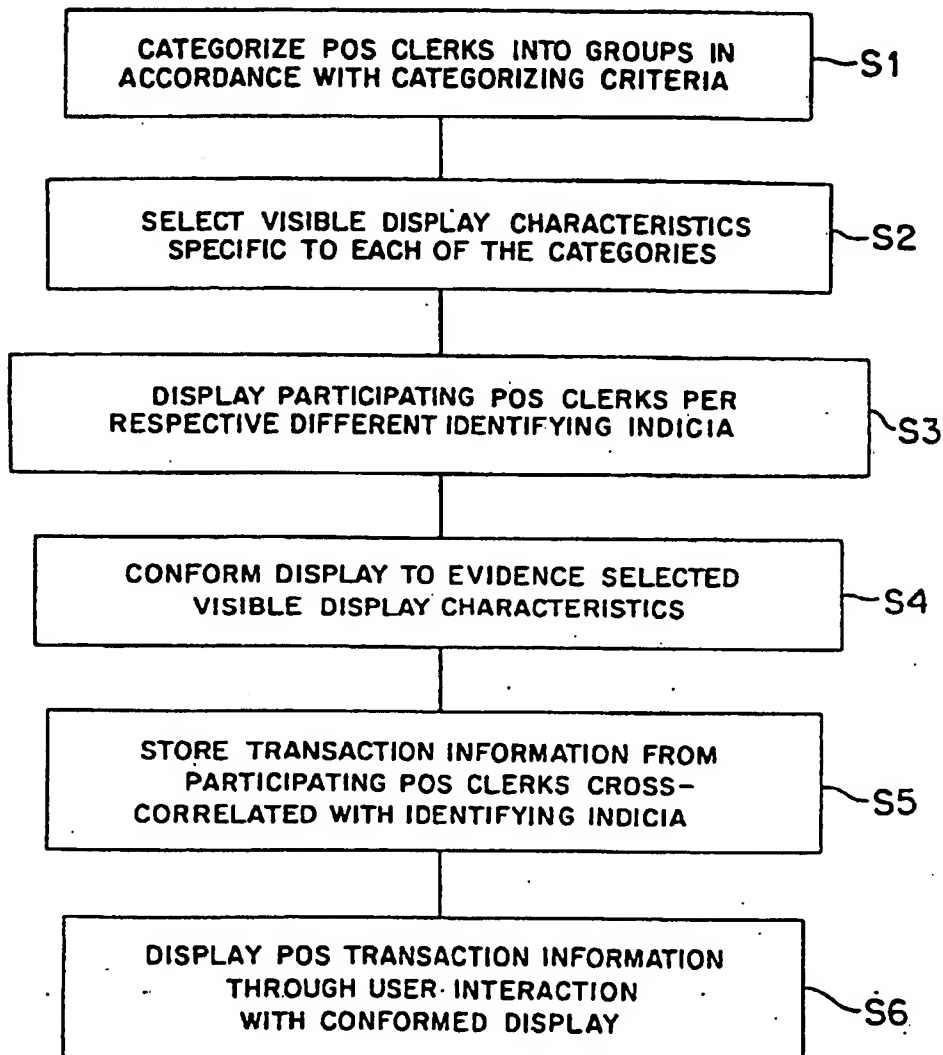 CATEGORIZE POS CLERKS INTO GROUPS IN
ACCORDANCE WITH CATEGORIZING CRITERIA
S1
SELECT VISIBLE DISPLAY CHARACTERISTICS
SPECIFIC TO EACH OF THE CATEGORIES
S2
DISPLAY PARTICIPATING POS CLERKS PER
RESPECTIVE DIFFERENT IDENTIFYING INDICIA
S3
CONFORM DISPLAY TO EVIDENCE SELECTED
VISIBLE DISPLAY CHARACTERISTICS
S4
STORE TRANSACTION INFORMATION FROM
PARTICIPATING POS CLERKS CROSS-
CORRELATED WITH IDENTIFYING INDICIA
S5
DISPLAY POS TRANSACTION INFORMATION
THROUGH USER INTERACTION
WITH CONFORMED DISPLAY
S6